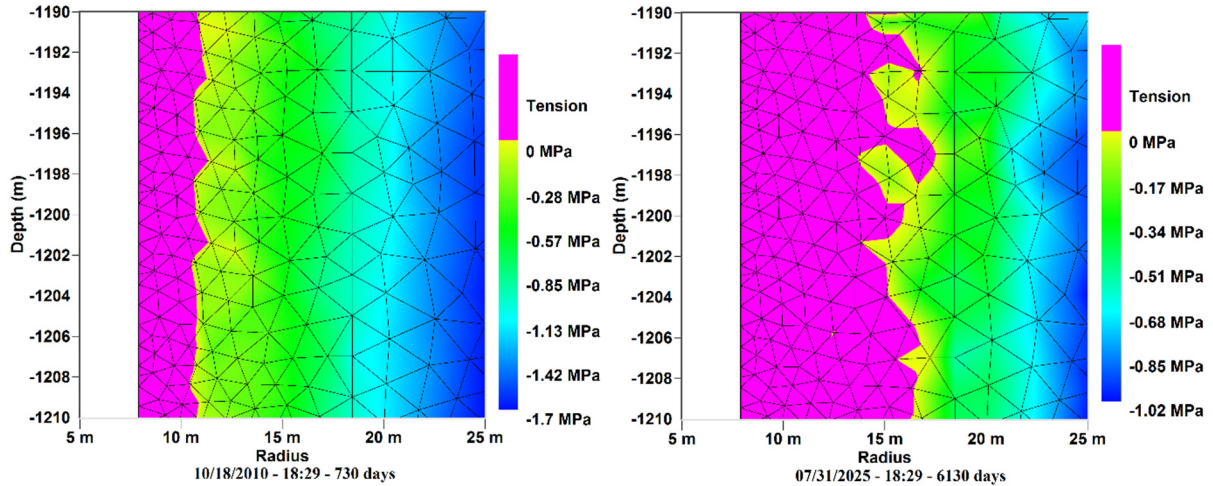 -1190
-1192
-1194
-1196
-1198
-1200
-1202
-1204
-1206
-1208
-1210
Depth (m)
5 m 10 m 15 m 20 m 25 m
Radius
10/18/2010 - 18:29 - 730 days
Tension
0 MPa
-0.28 MPa
-0.57 MPa
-0.85 MPa
-1.13 MPa
-1.42 MPa
-1.7 MPa
-1190
-1192
-1194
-1196
-1198
-1200
-1202
-1204
-1206
-1208
-1210
Depth (m)
5 m 10 m 15 m 20 m 25 m
Radius
07/31/2025 - 18:29 - 6130 days
Tension
0 MPa
-0.17 MPa
-0.34 MPa
-0.51 MPa
-0.68 MPa
-0.85 MPa
-1.02 MPa